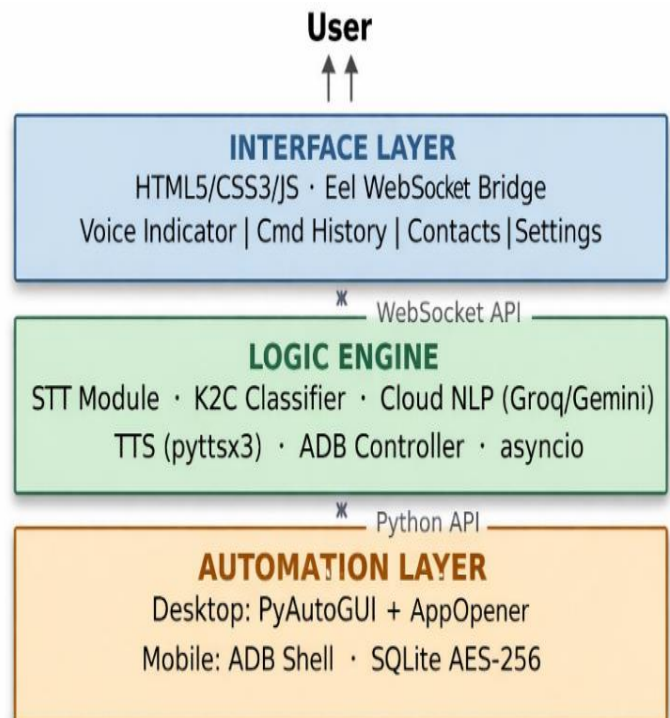 User
INTERFACE LAYER
HTML5/CSS3/JS · Eel WebSocket Bridge
Voice Indicator | Cmd History | Contacts | Settings
WebSocket API
LOGIC ENGINE
STT Module · K2C Classifier · Cloud NLP (Groq/Gemini)
TTS (pyttsx3) · ADB Controller · asyncio
Python API
AUTOMATION LAYER
Desktop: PyAutoGUI + AppOpener
Mobile: ADB Shell · SQLite AES-256